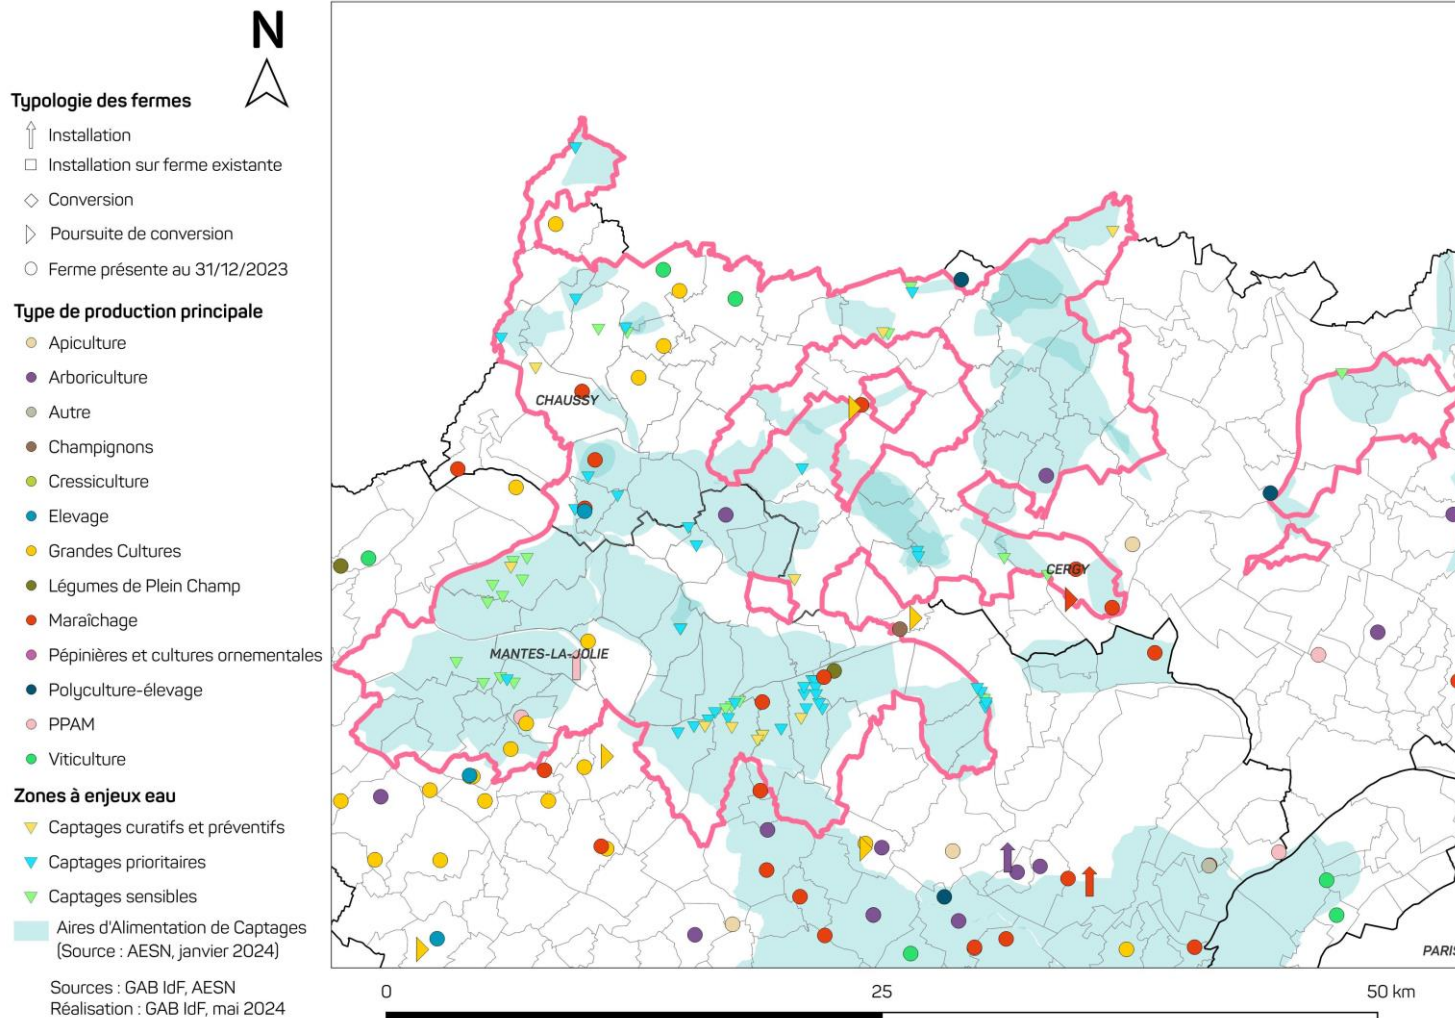 N
Typologie des fermes
Installation
Installation sur ferme existante
Conversion
Poursuite de conversion
Ferme présente au 31/12/2023
Type de production principale
Apiculture
Arboriculture
Autre
Champignons
Cressiculture
Elevage
Grandes Cultures
Légumes de Plein Champ
Maraîchage
Pépinières et cultures ornementales
Polyculture-élevage
PPAM
Viticulture
Zones à enjeux eau
Captages curatifs et préventifs
Captages prioritaires
Captages sensibles
Aires d'Alimentation de Captages
(Source : AESN, janvier 2024)
Sources : GAB IdF, AESN
Réalisation : GAB IdF, mai 2024
CHAUSSY
CERGY
MANTES-LA-JOLIE
PARIS
0
25
50 km